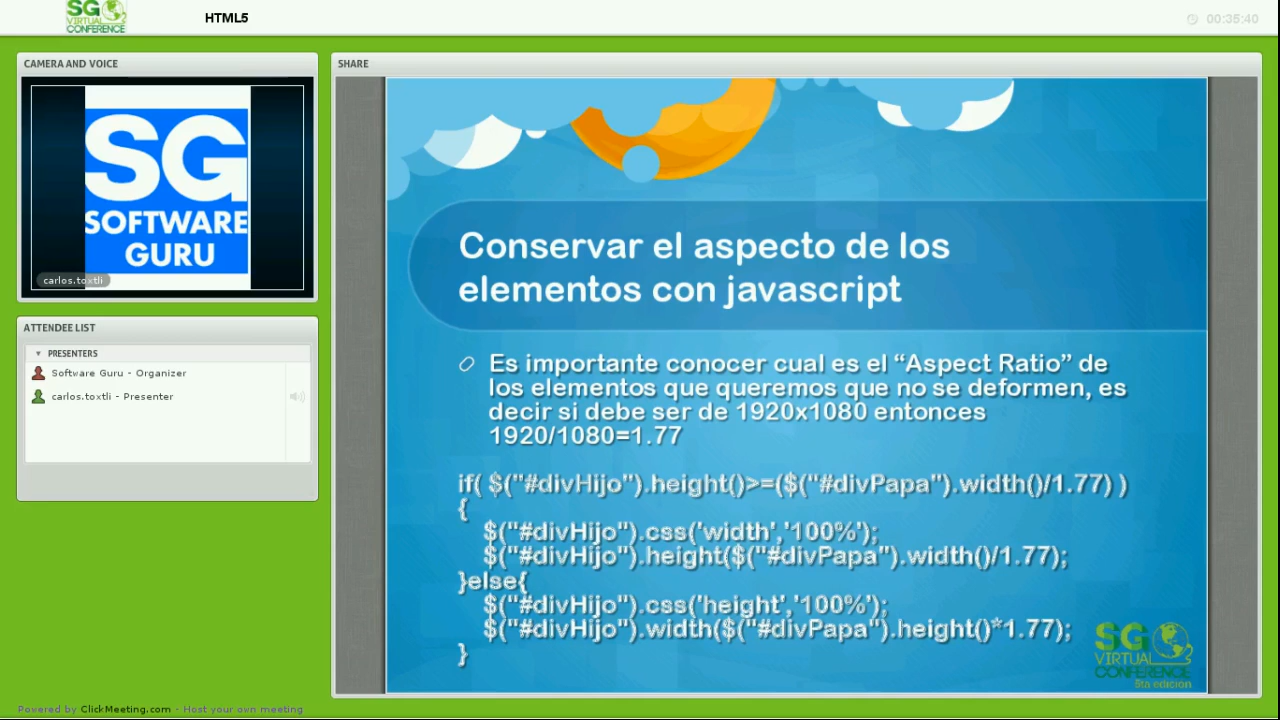 SG
VIRTUAL
CONFERENCE
HTML5
00:35:40
CAMERA AND VOICE
SG
SOFTWARE
GURU
carlos.toxtli
ATTENDEE LIST
PRESENTERS
Software Guru - Organizer
carlos.toxtli - Presenter
SHARE
Conservar el aspecto de los
elementos con javascript
Es importante conocer cual es el “Aspect Ratio” de
los elementos que queremos que no se deformen, es
decir si debe ser de 1920x1080 entonces
1920/1080=1.77
if( $("#divHijo").height()>=($("#divPapa").width()/1.77) )
{
$("#divHijo").css('width','100%');
$("#divHijo").height($("#divPapa").width()/1.77);
}else{
$("#divHijo").css('height','100%');
$("#divHijo").width($("#divPapa").height()*1.77);
}
SG
VIRTUAL
CONFERENCE
5ta edición
Powered by ClickMeeting.com - Host your own meeting